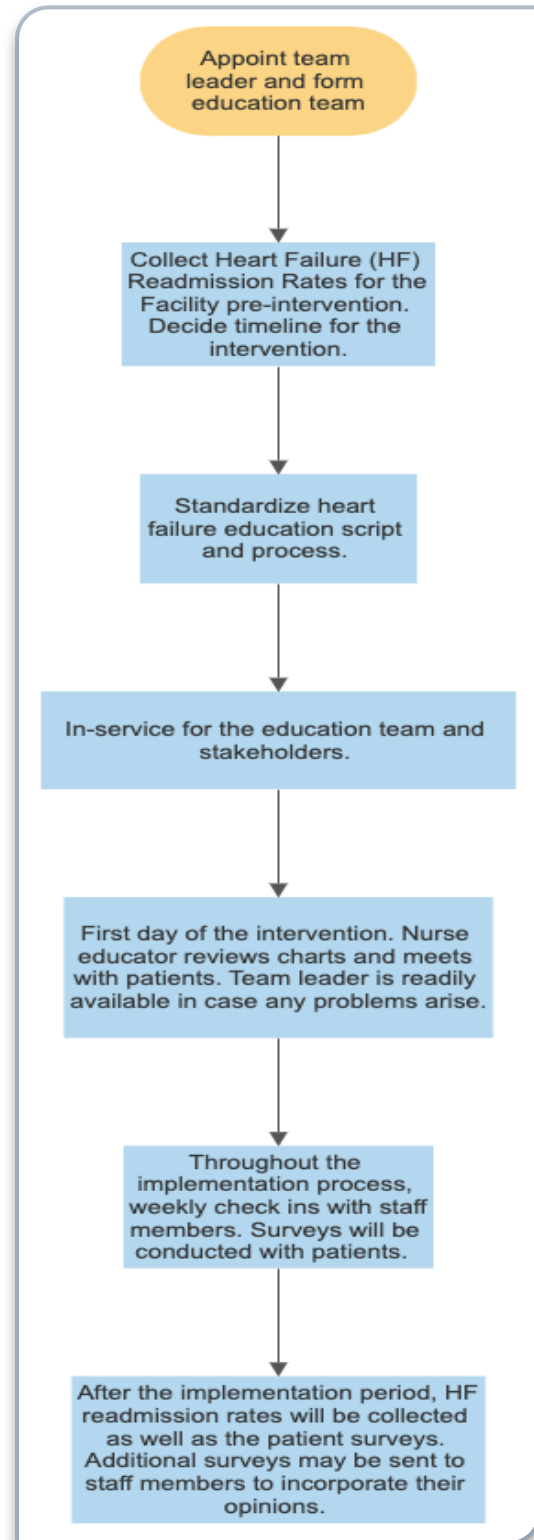 Appoint team
leader and form
education team
Collect Heart Failure (HF)
Readmission Rates for the
Facility pre-intervention.
Decide timeline for the
intervention.
Standardize heart
failure education script
and process.
In-service for the education team and
stakeholders.
First day of the intervention. Nurse
educator reviews charts and meets
with patients. Team leader is readily
available in case any problems arise.
Throughout the
implementation process,
weekly check ins with staff
members. Surveys will be
conducted with patients.
After the implementation period, HF
readmission rates will be collected
as well as the patient surveys.
Additional surveys may be sent to
staff members to incorporate their
opinions.